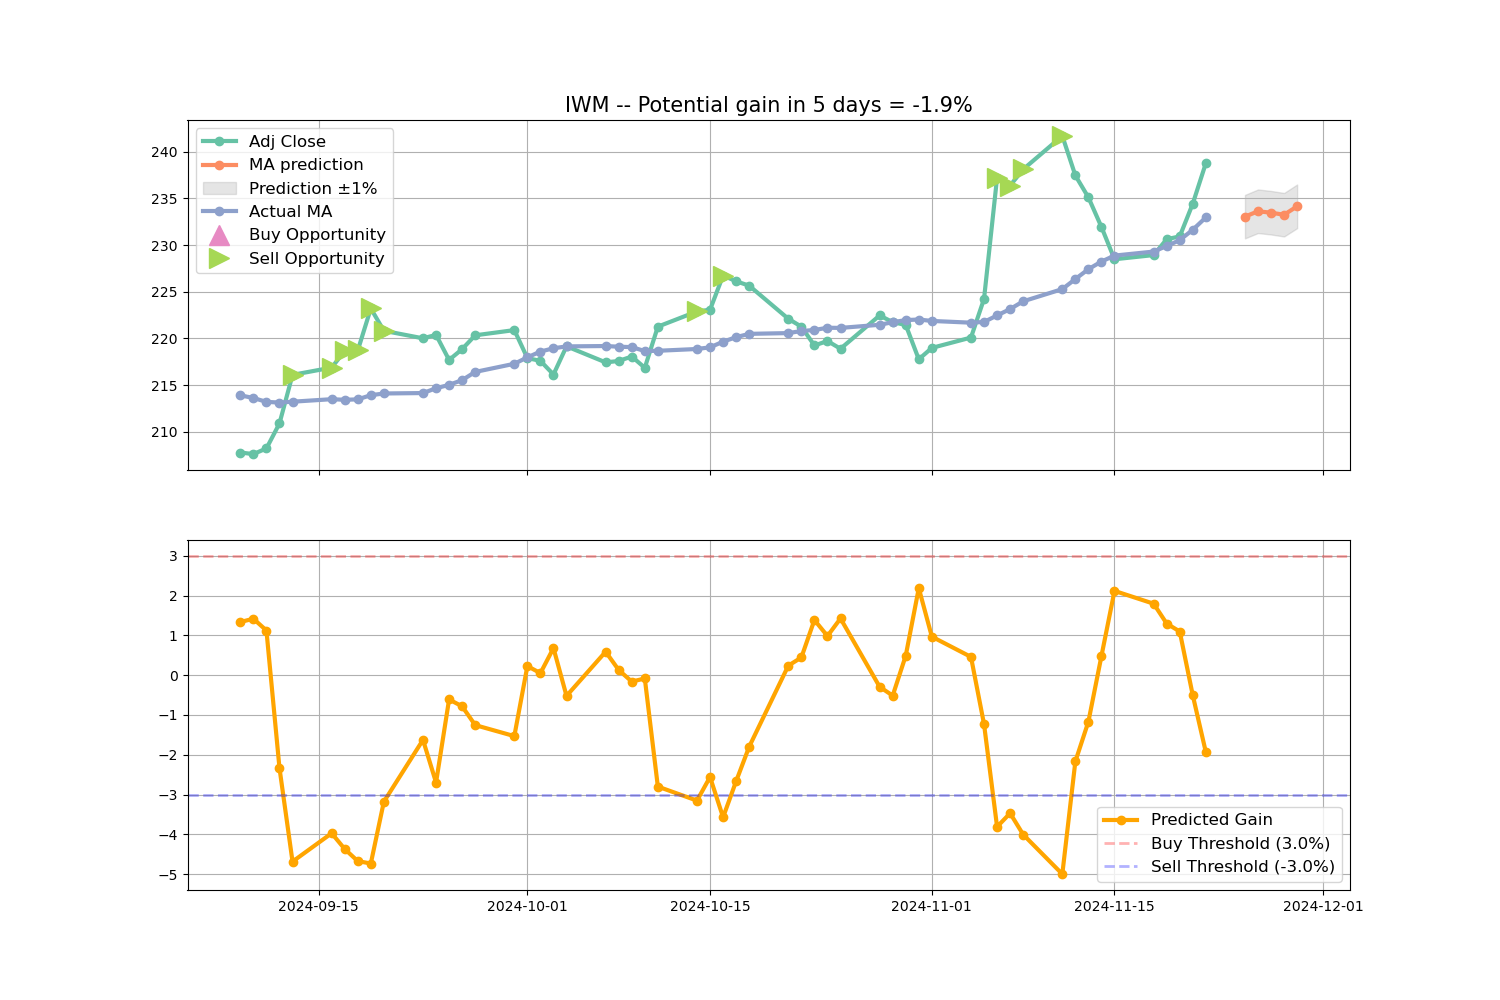 IWM -- Potential gain in 5 days = -1.9%
Adj Close
MA prediction
Prediction ±1%
Actual MA
Buy Opportunity
Sell Opportunity
240
235
230
225
220
215
210
3
2
1
0
−1
−2
−3
−4
−5
Predicted Gain
Buy Threshold (3.0%)
Sell Threshold (-3.0%)
2024-09-15
2024-10-01
2024-10-15
2024-11-01
2024-11-15
2024-12-01